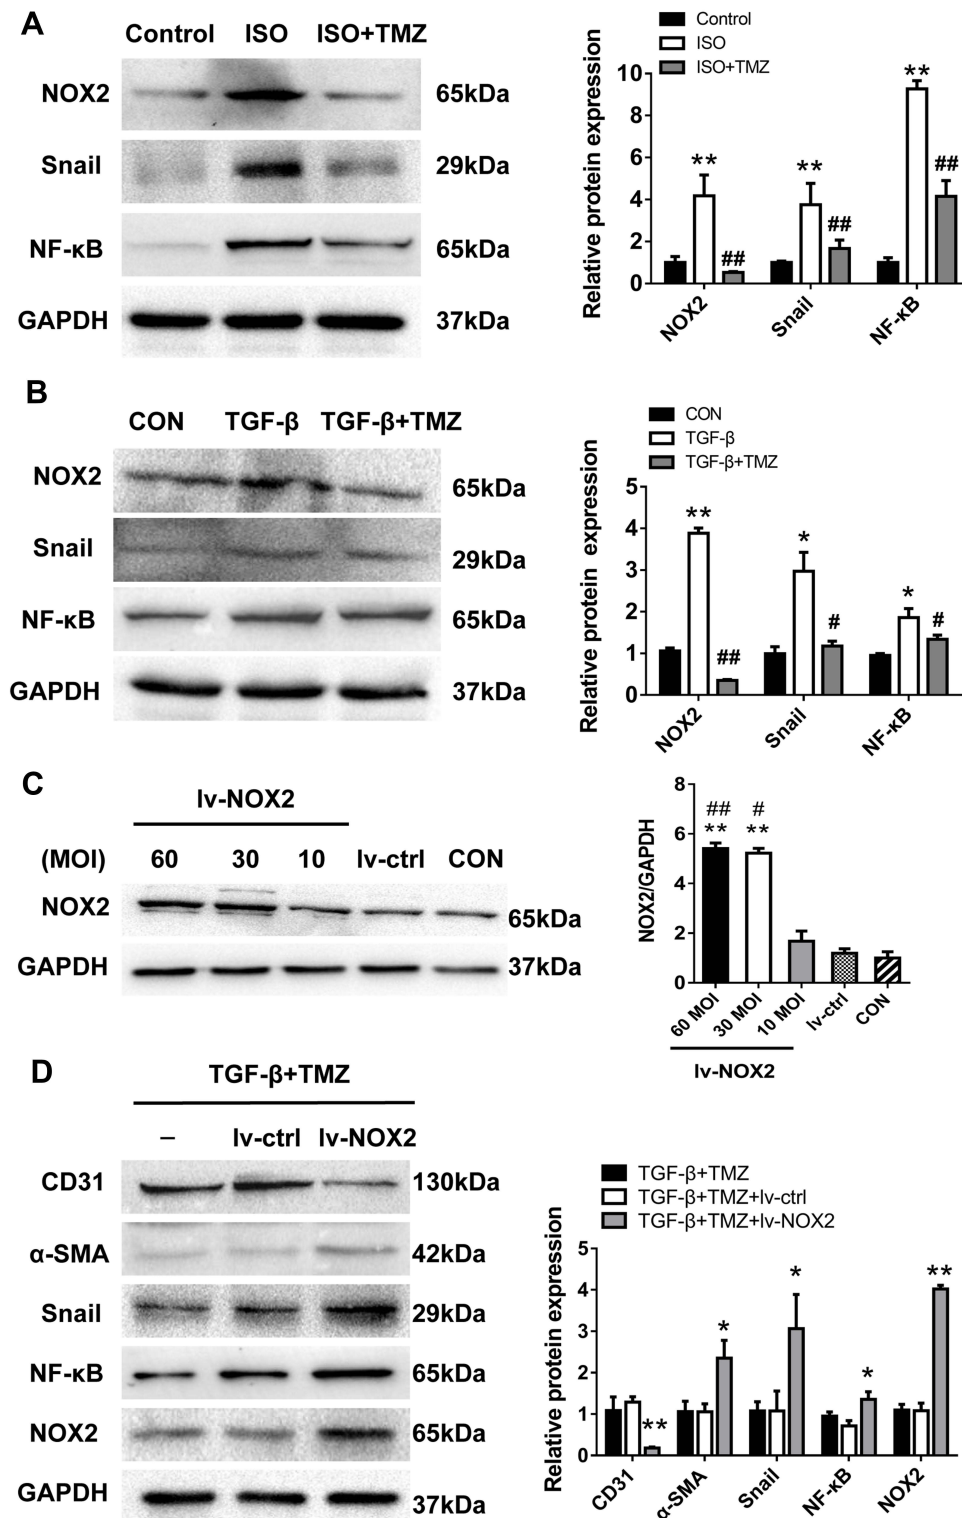 A
Control ISO ISO+TMZ
NOX2 65kDa
Snail 29kDa
NF-κB 65kDa
GAPDH 37kDa
Control
ISO
ISO+TMZ
Relative protein expression
10
8
6
4
2
0
** ## ** ## ** ##
NOX2 Snail NF-κB
B
CON TGF-β TGF-β+TMZ
NOX2 65kDa
Snail 29kDa
NF-κB 65kDa
GAPDH 37kDa
CON
TGF-β
TGF-β+TMZ
Relative protein expression
5
4
3
2
1
0
** ## * # * #
NOX2 Snail NF-κB
C
lv-NOX2
(MOI) 60 30 10 lv-ctrl CON
NOX2 65kDa
GAPDH 37kDa
NOX2/GAPDH
8
6
4
2
0
## #
** **
60 MOI 30 MOI 10 MOI lv-ctrl CON
lv-NOX2
D
TGF-β+TMZ
– lv-ctrl lv-NOX2
CD31 130kDa
α-SMA 42kDa
Snail 29kDa
NF-κB 65kDa
NOX2 65kDa
GAPDH 37kDa
TGF-β+TMZ
TGF-β+TMZ+lv-ctrl
TGF-β+TMZ+lv-NOX2
Relative protein expression
5
4
3
2
1
0
** * * * **
CD31 α-SMA Snail NF-κB NOX2